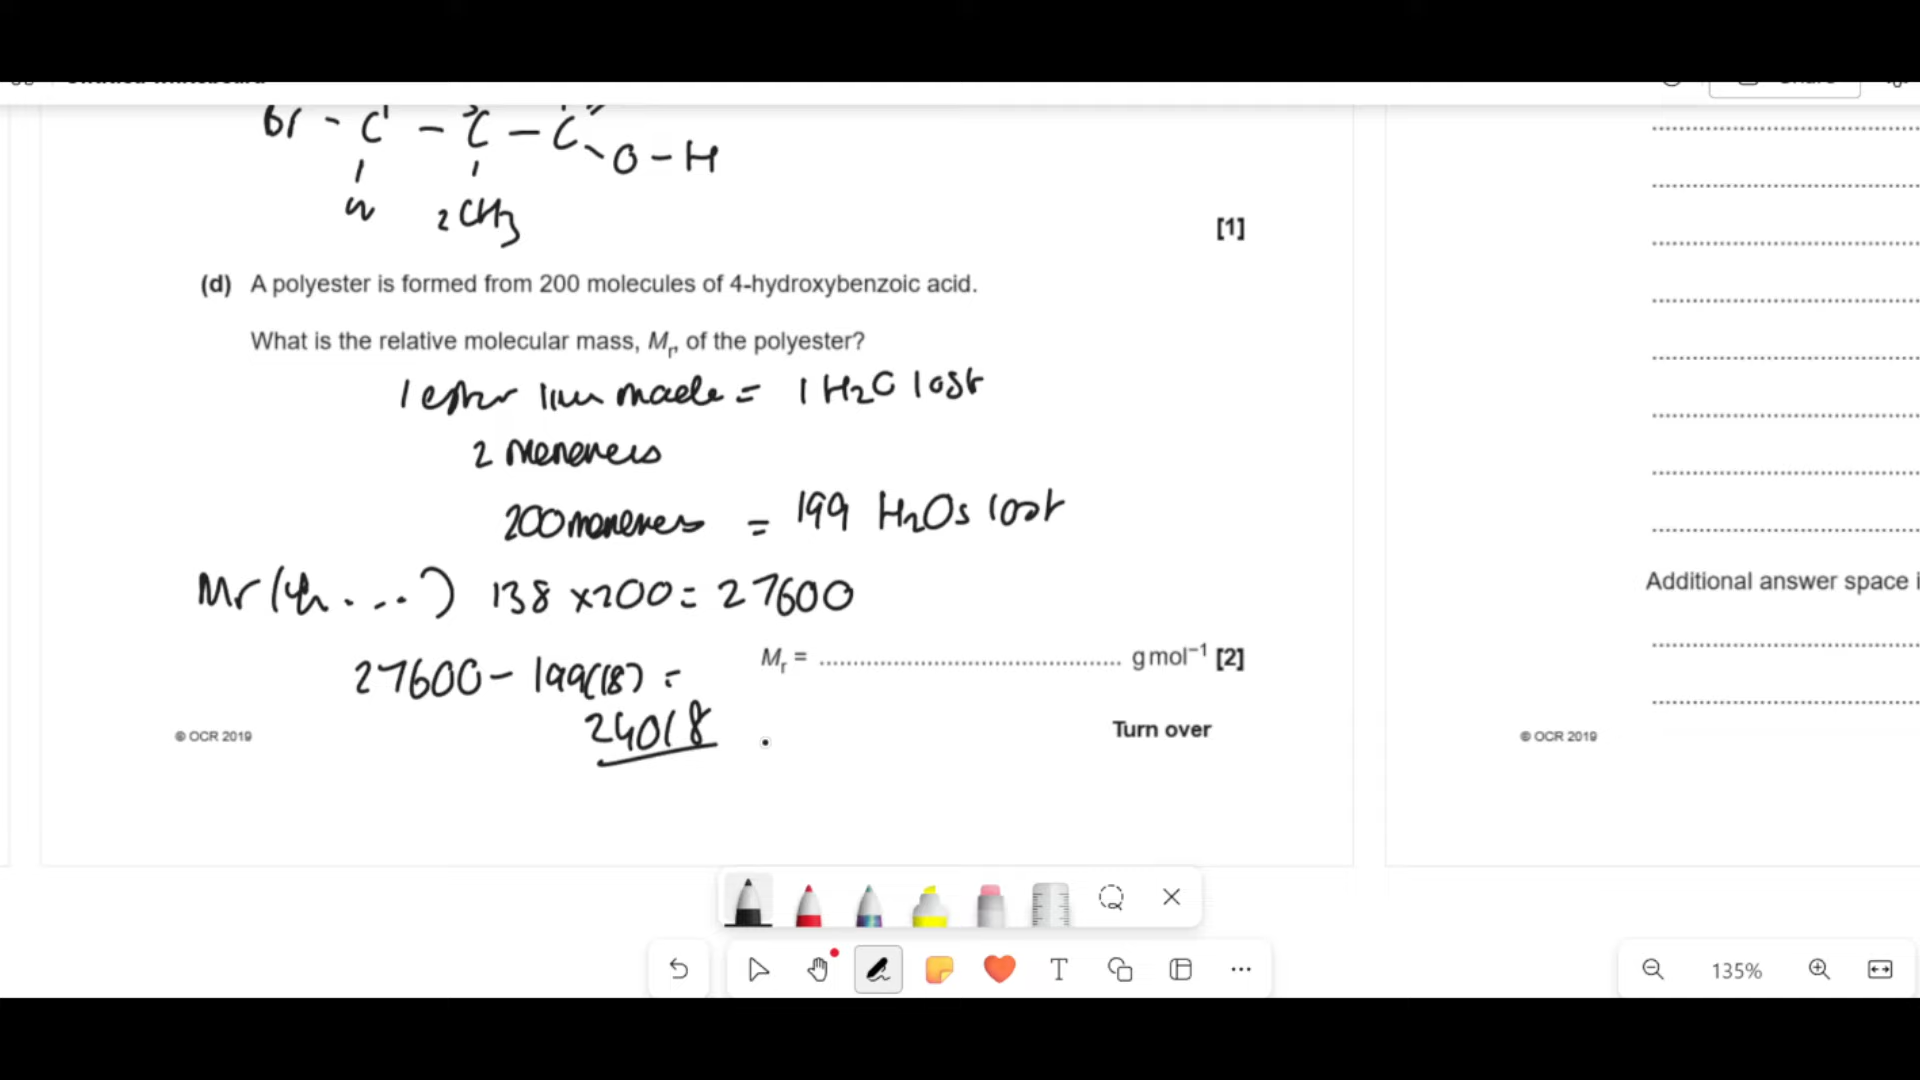 Br - C - C - C
O - H
2 CH3
[1]
(d) A polyester is formed from 200 molecules of 4-hydroxybenzoic acid.
What is the relative molecular mass, Mr, of the polyester?
1 ester made = 1 H2O lost
2 monomers
200 monomers = 199 H2Os lost
Mr ( ....) 138 x200 = 27600
Mr = ........................................ g mol⁻¹ [2]
27600 - 199(18) =
24018
© OCR 2019
Turn over
Additional answer space i
© OCR 2019
135%